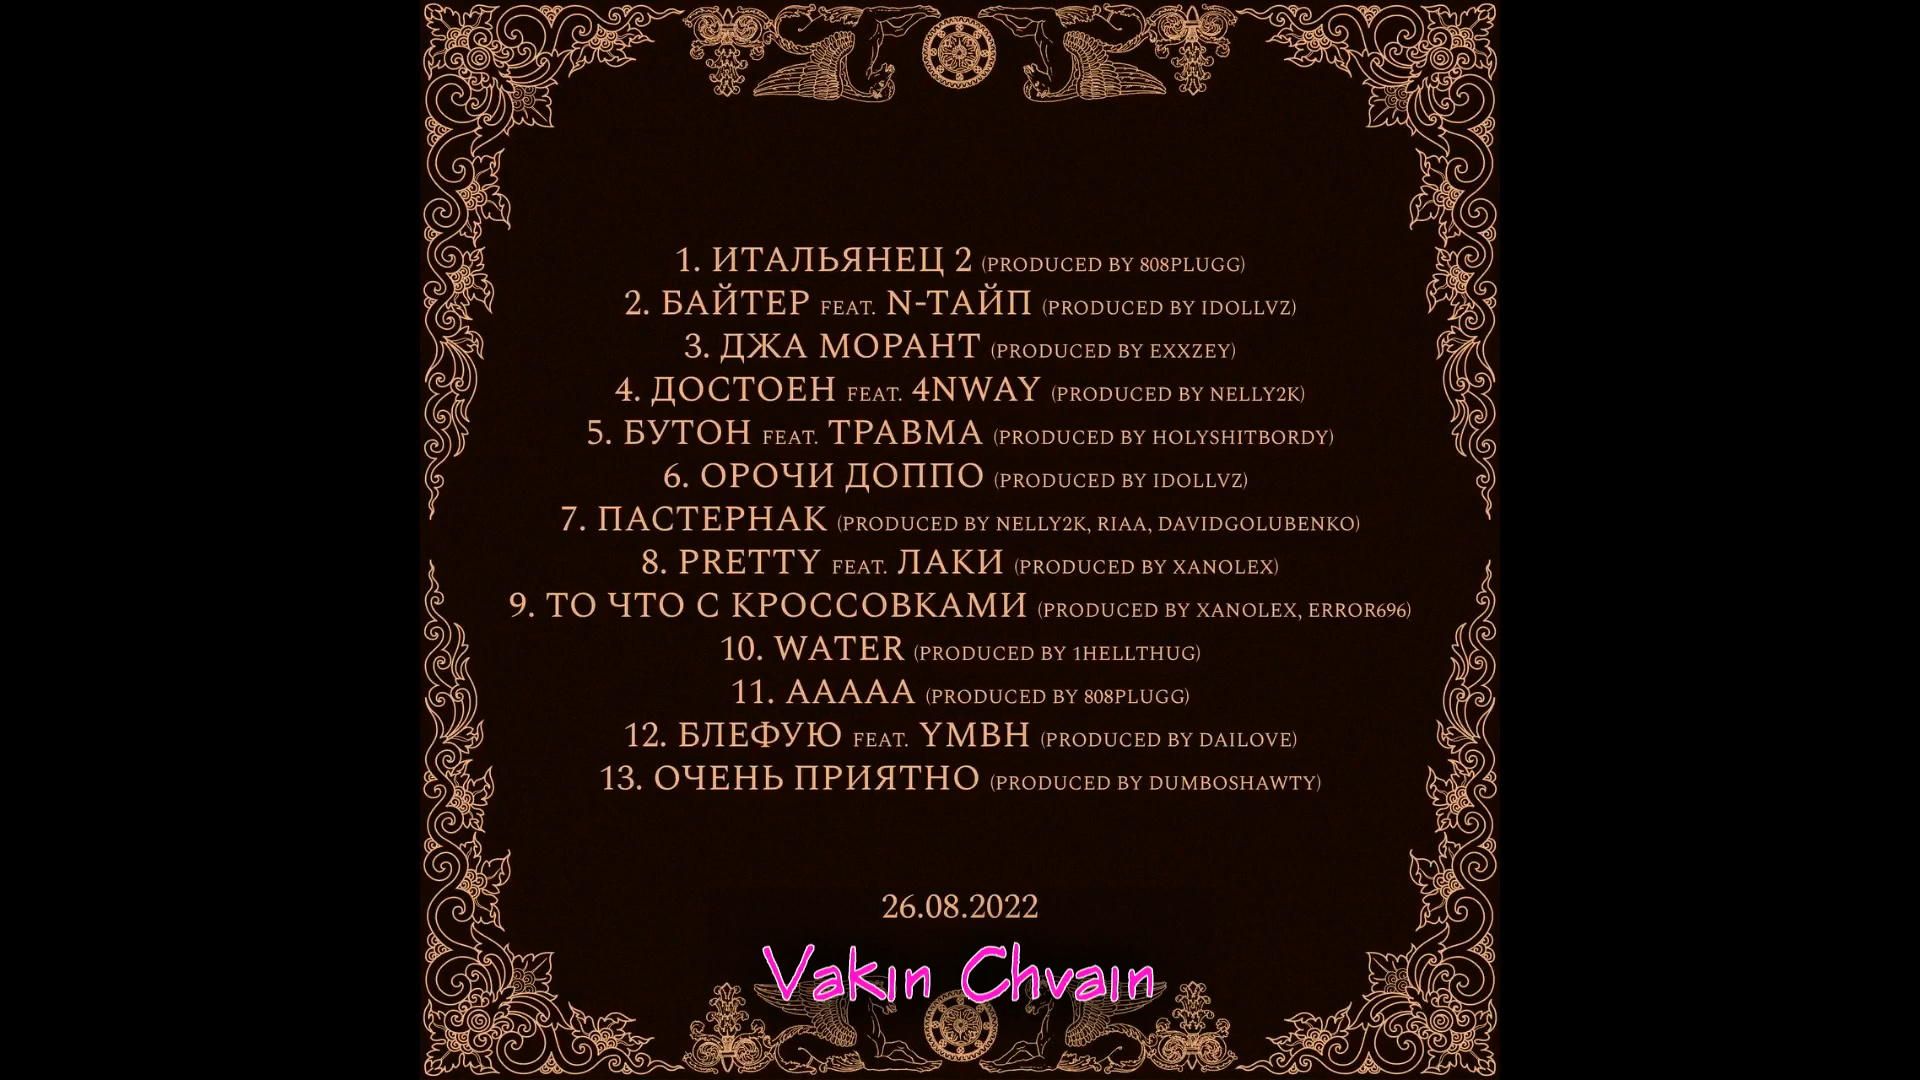 1. ИТАЛЬЯНЕЦ 2 (PRODUCED BY 808PLUGG)
2. БАЙТЕР FEAT. N-ТАЙП (PRODUCED BY IDOLLVZ)
3. ДЖА МОРАНТ (PRODUCED BY EXXZEY)
4. ДОСТОЕН FEAT. 4NWAY (PRODUCED BY NELLY2K)
5. БУТОН FEAT. ТРАВМА (PRODUCED BY HOLYSHITBORDY)
6. ОРОЧИ ДОППО (PRODUCED BY IDOLLVZ)
7. ПАСТЕРНАК (PRODUCED BY NELLY2K, RIAA, DAVIDGOLUBENKO)
8. PRETTY FEAT. ЛАКИ (PRODUCED BY XANOLEX)
9. ТО ЧТО С КРОССОВКАМИ (PRODUCED BY XANOLEX, ERROR696)
10. WATER (PRODUCED BY 1HELLTHUG)
11. ААААА (PRODUCED BY 808PLUGG)
12. БЛЕФУЮ FEAT. YMBH (PRODUCED BY DAILOVE)
13. ОЧЕНЬ ПРИЯТНО (PRODUCED BY DUMBOSHAWTY)
26.08.2022
Vakin Chvain